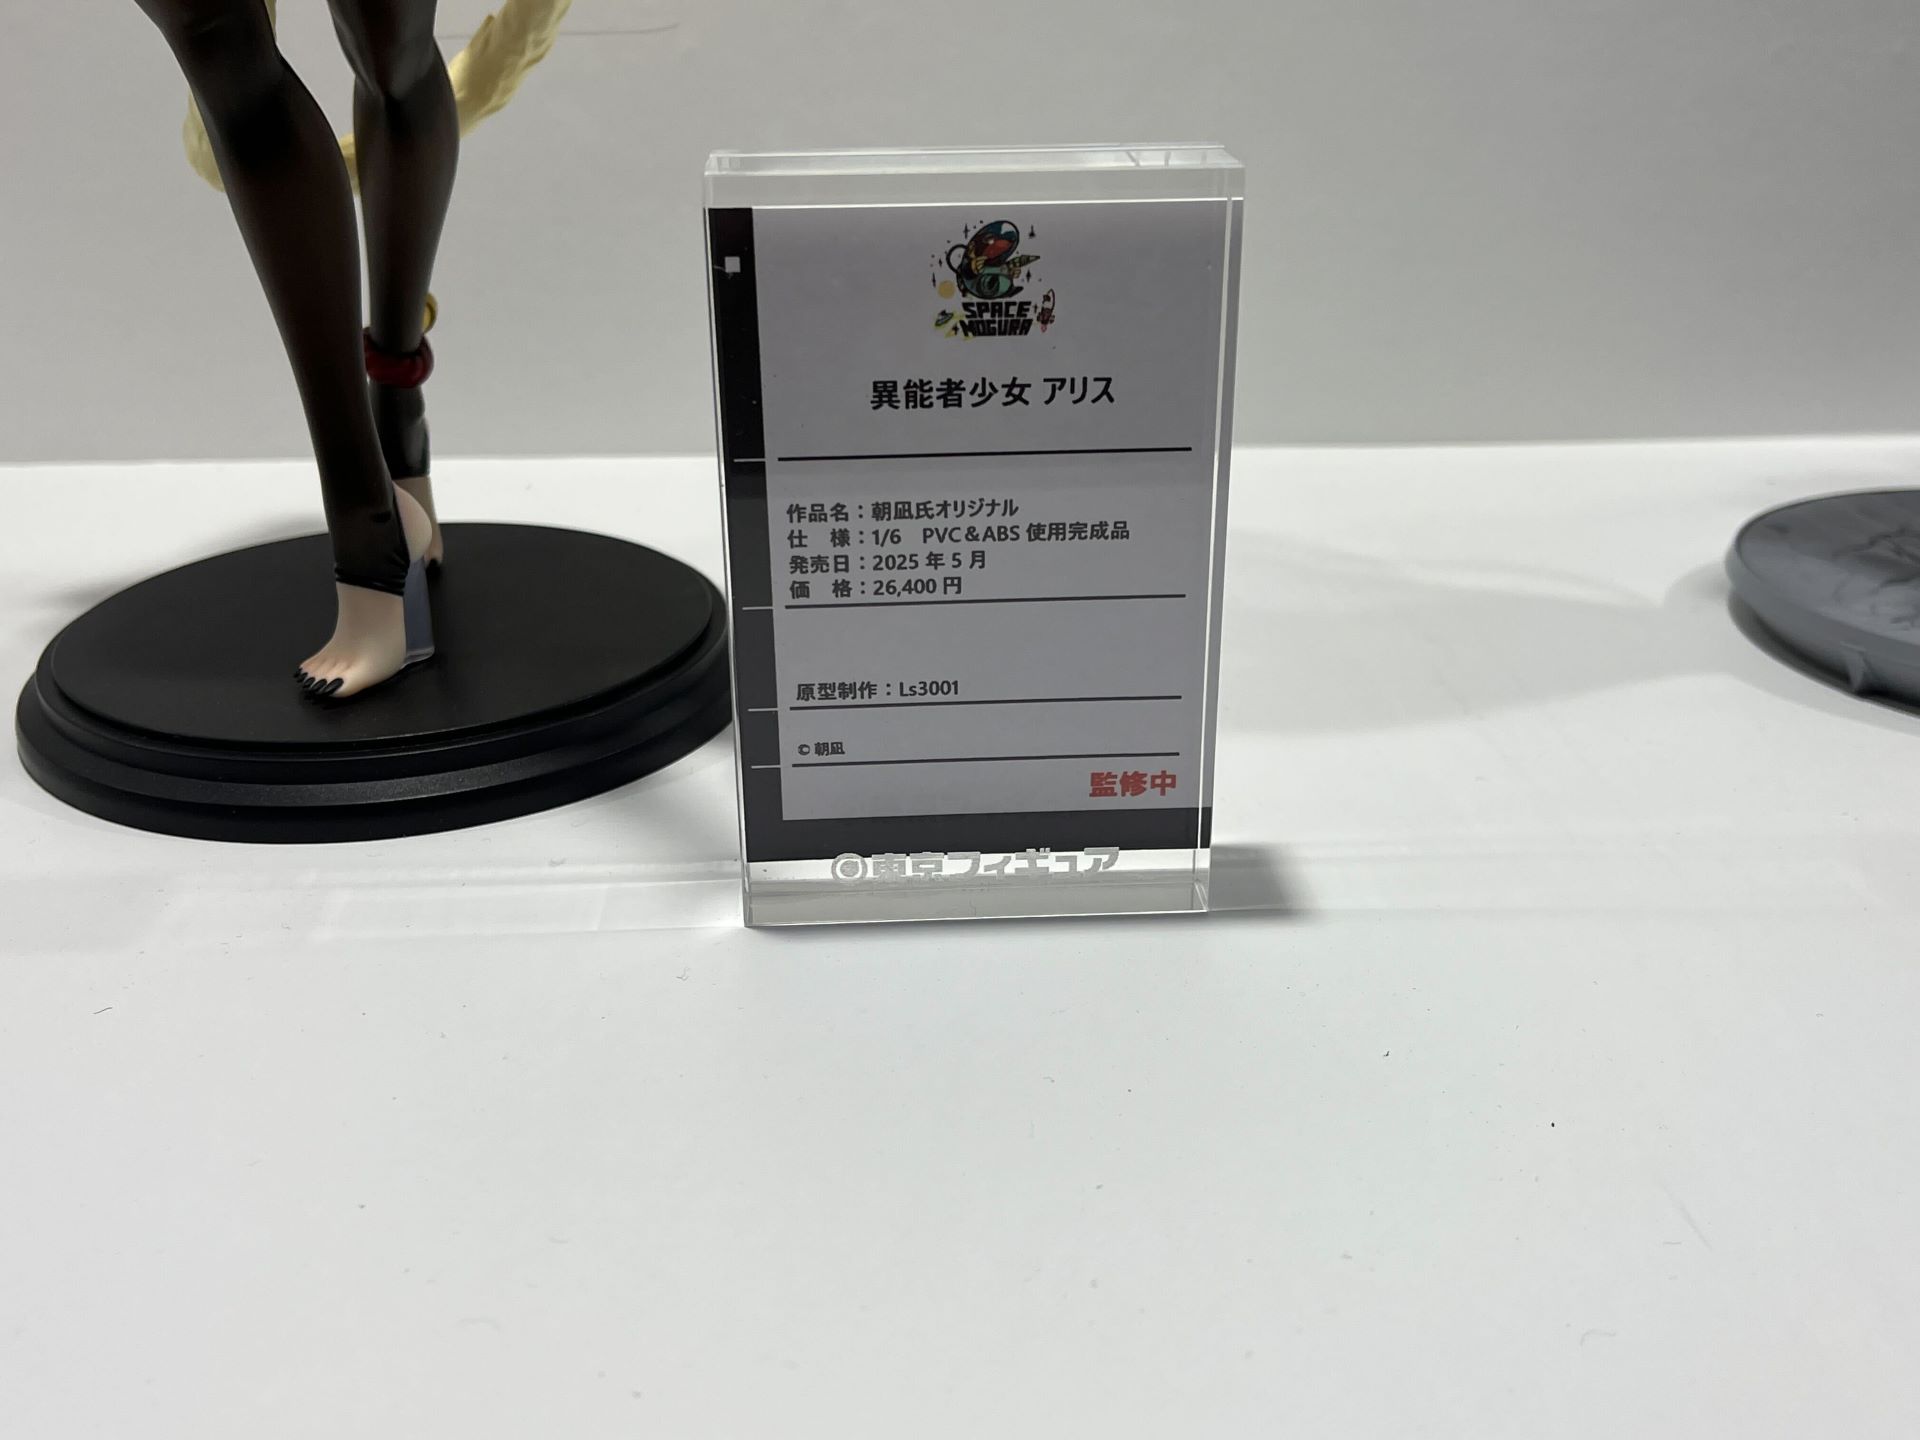 SPACE
MOGURA
異能者少女 アリス
作品名：朝凪氏オリジナル
仕　様：1/6　PVC＆ABS 使用完成品
発売日：2025 年 5 月
価　格：26,400 円
原型制作：Ls3001
© 朝凪
監修中
東京フィギュア